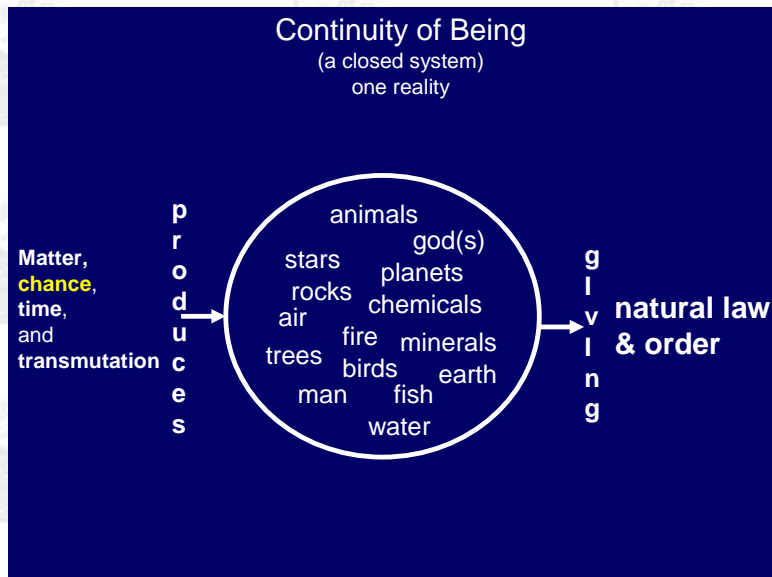 Continuity of Being
(a closed system)
one reality
Matter,
chance,
time,
and
transmutation
produces
animals
god(s)
stars
planets
rocks
chemicals
air
fire
minerals
trees
birds
earth
man
fish
water
gIvIng
natural law
& order